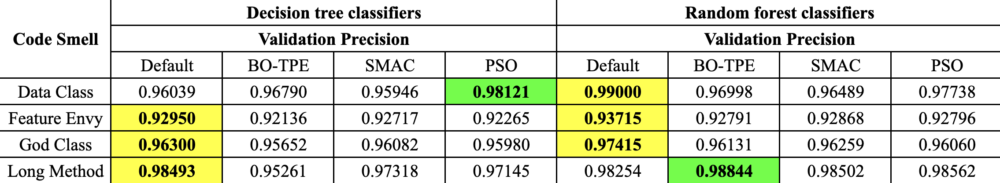 Decision tree classifiers Random forest classifiers
Code Smell Validation Precision Validation Precision
Default BO-TPE SMAC PSO Default BO-TPE SMAC PSO
Data Class 0.96039 0.96790 0.95946 0.98121 0.99000 0.96998 0.96489 0.97738
Feature Envy 0.92950 0.92136 0.92717 0.92265 0.93715 0.92791 0.92868 0.92796
God Class 0.96300 0.95652 0.96082 0.95980 0.97415 0.96131 0.96259 0.96060
Long Method 0.98493 0.95261 0.97318 0.97145 0.98254 0.98844 0.98502 0.98562